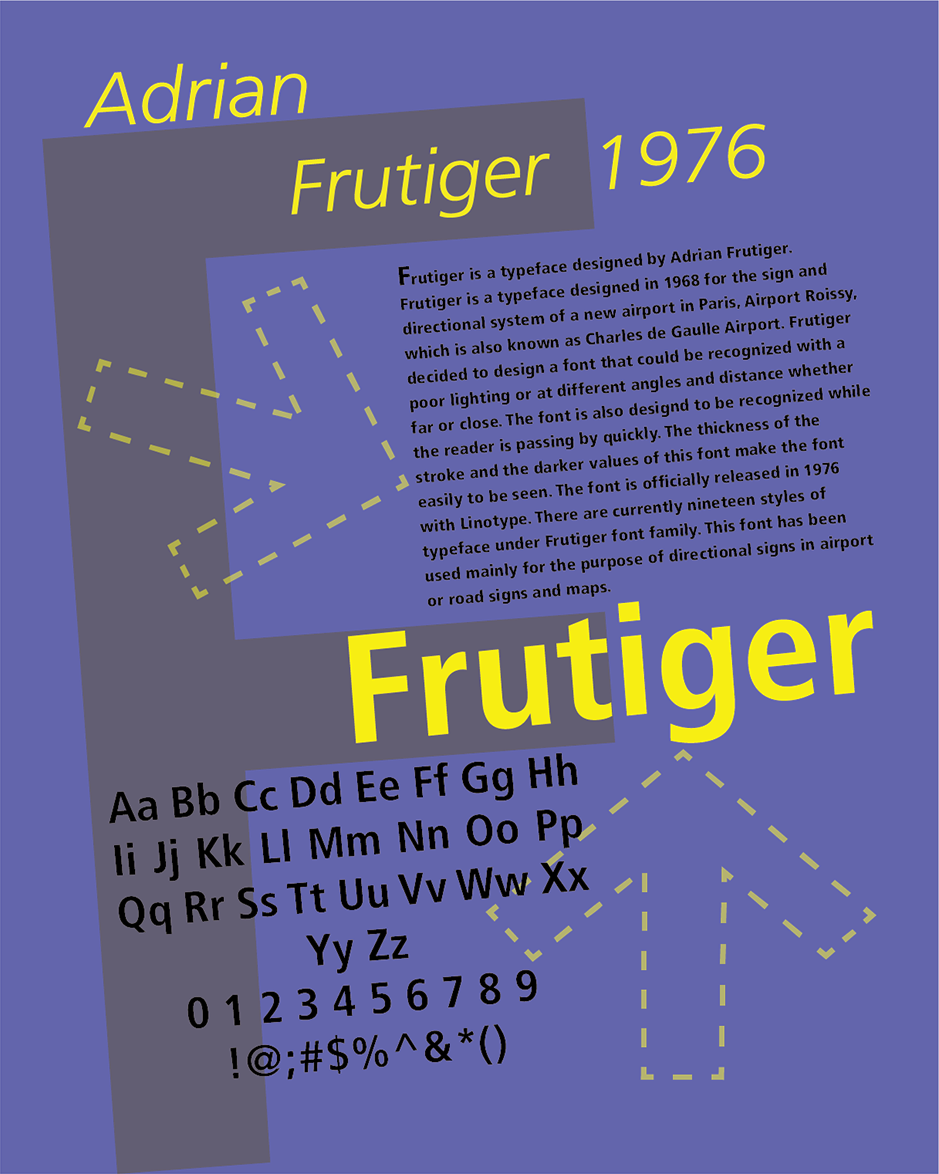 Adrian
Frutiger 1976
Frutiger is a typeface designed by Adrian Frutiger.
Frutiger is a typeface designed in 1968 for the sign and
directional system of a new airport in Paris, Airport Roissy,
which is also known as Charles de Gaulle Airport. Frutiger
decided to design a font that could be recognized with a
poor lighting or at different angles and distance whether
far or close. The font is also designd to be recognized while
the reader is passing by quickly. The thickness of the
stroke and the darker values of this font make the font
easily to be seen. The font is officially released in 1976
with Linotype. There are currently nineteen styles of
typeface under Frutiger font family. This font has been
used mainly for the purpose of directional signs in airport
or road signs and maps.
Frutiger
Aa Bb Cc Dd Ee Ff Gg Hh
Ii Jj Kk Ll Mm Nn Oo Pp
Qq Rr Ss Tt Uu Vv Ww Xx
Yy Zz
0 1 2 3 4 5 6 7 8 9
!@;#$%^&*()